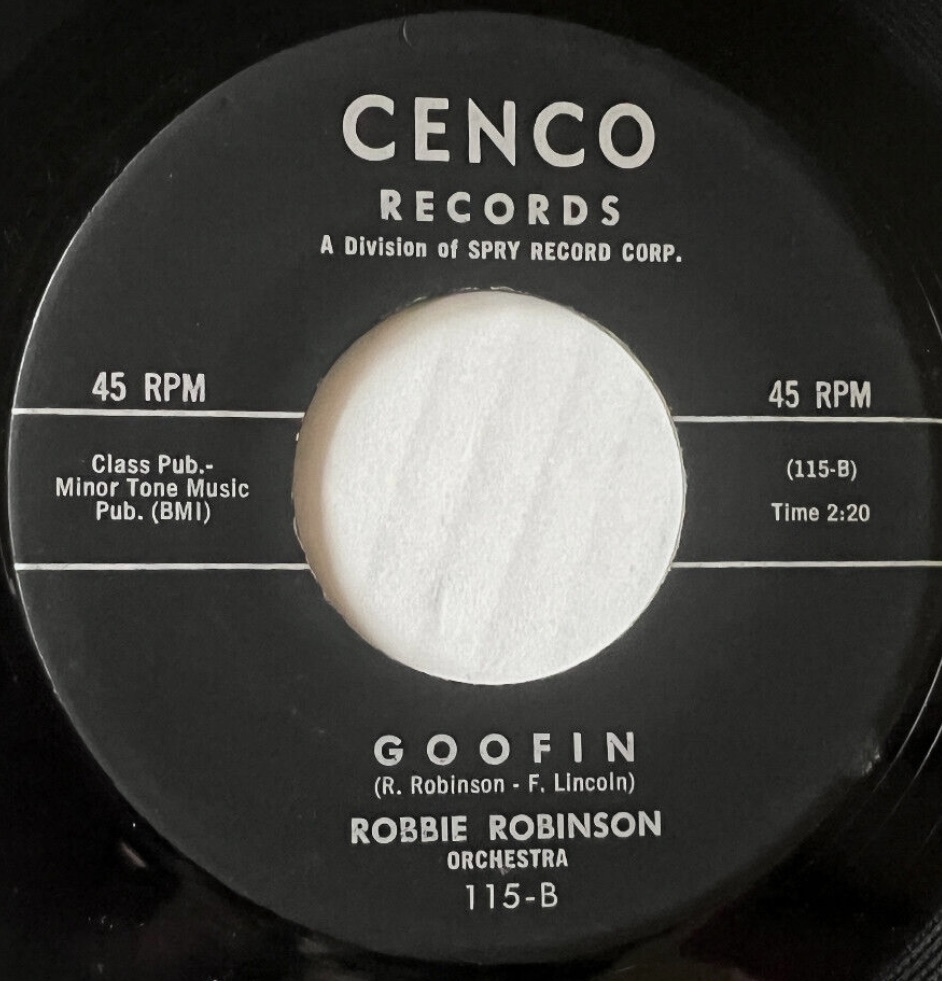 CENCO
RECORDS
A Division of SPRY RECORD CORP.
45 RPM
Class Pub.-
Minor Tone Music
Pub. (BMI)
45 RPM
(115-B)
Time 2:20
GOOFIN
(R. Robinson - F. Lincoln)
ROBBIE ROBINSON
ORCHESTRA
115-B